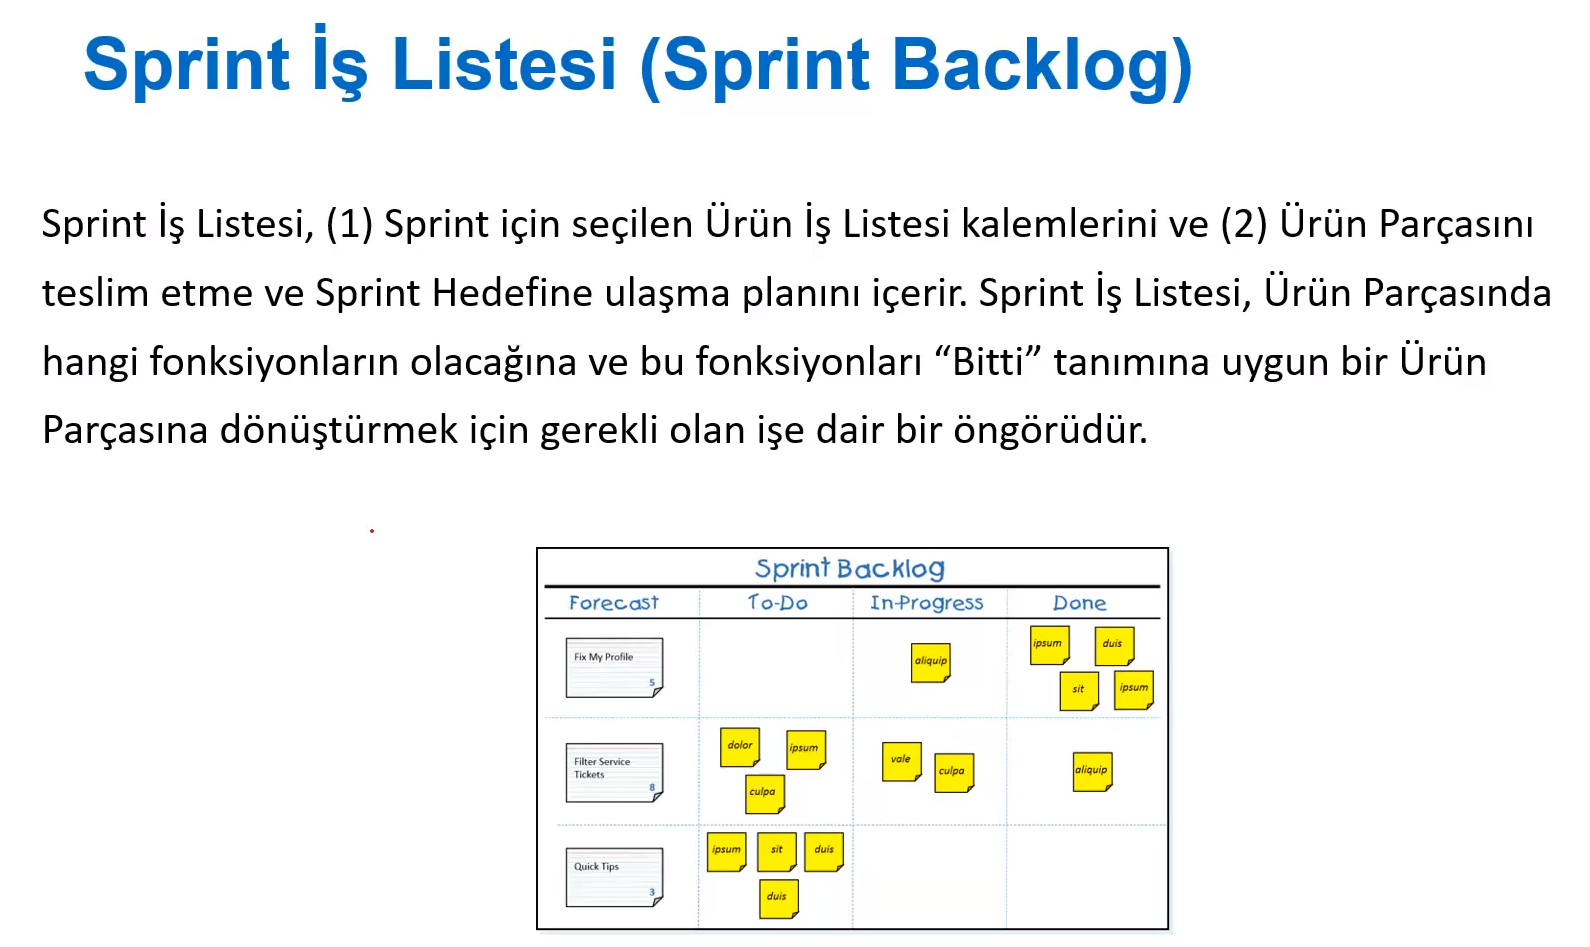 Sprint İş Listesi (Sprint Backlog)
Sprint İş Listesi, (1) Sprint için seçilen Ürün İş Listesi kalemlerini ve (2) Ürün Parçasını
teslim etme ve Sprint Hedefine ulaşma planını içerir. Sprint İş Listesi, Ürün Parçasında
hangi fonksiyonların olacağına ve bu fonksiyonları “Bitti” tanımına uygun bir Ürün
Parçasına dönüştürmek için gerekli olan işe dair bir öngörüdür.
Sprint Backlog
Forecast To-Do In-Progress Done
Fix My Profile
5
aliquip
ipsum duis
sit ipsum
Filter Service
Tickets
8
dolor ipsum
culpa
vale culpa
aliquip
Quick Tips
3
ipsum sit duis
duis